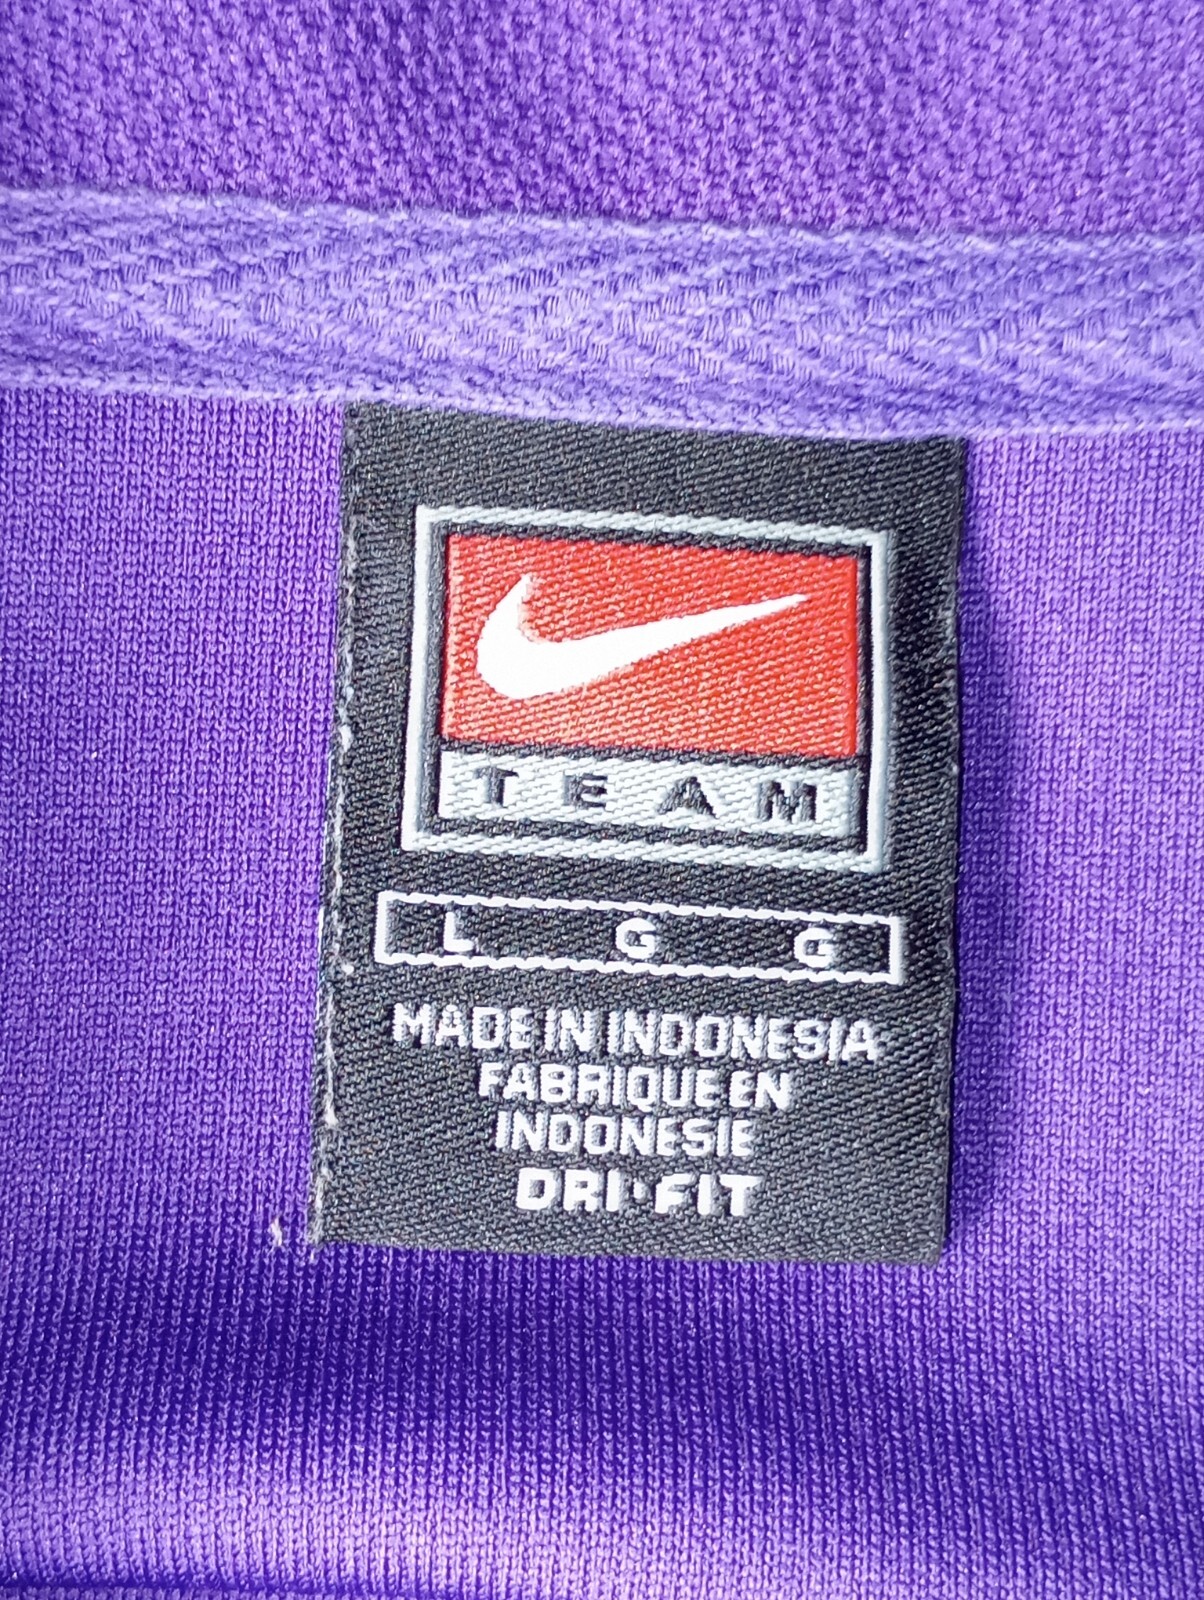 TEAM
L G G
MADE IN INDONESIA
FABRIQUE EN
INDONESIE
DRI•FIT